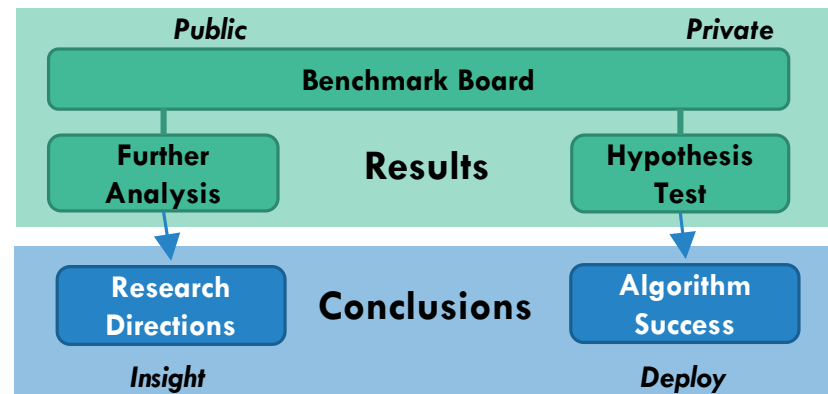 Public
Private
Benchmark Board
Further
Analysis
Results
Hypothesis
Test
Research
Directions
Conclusions
Algorithm
Success
Insight
Deploy